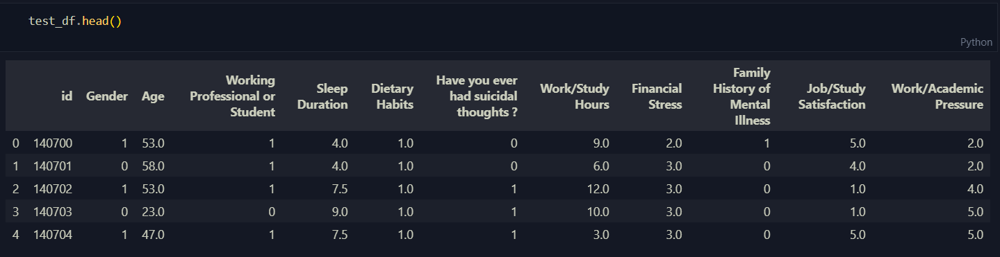 test_df.head()
Python
id Gender Age Working Professional or Student Sleep Duration Dietary Habits Have you ever had suicidal thoughts ? Work/Study Hours Financial Stress Family History of Mental Illness Job/Study Satisfaction Work/Academic Pressure
0 140700 1 53.0 1 4.0 1.0 0 9.0 2.0 1 5.0 2.0
1 140701 0 58.0 1 4.0 1.0 0 6.0 3.0 0 4.0 2.0
2 140702 1 53.0 1 7.5 1.0 1 12.0 3.0 0 1.0 4.0
3 140703 0 23.0 0 9.0 1.0 1 10.0 3.0 0 1.0 5.0
4 140704 1 47.0 1 7.5 1.0 1 3.0 3.0 0 5.0 5.0